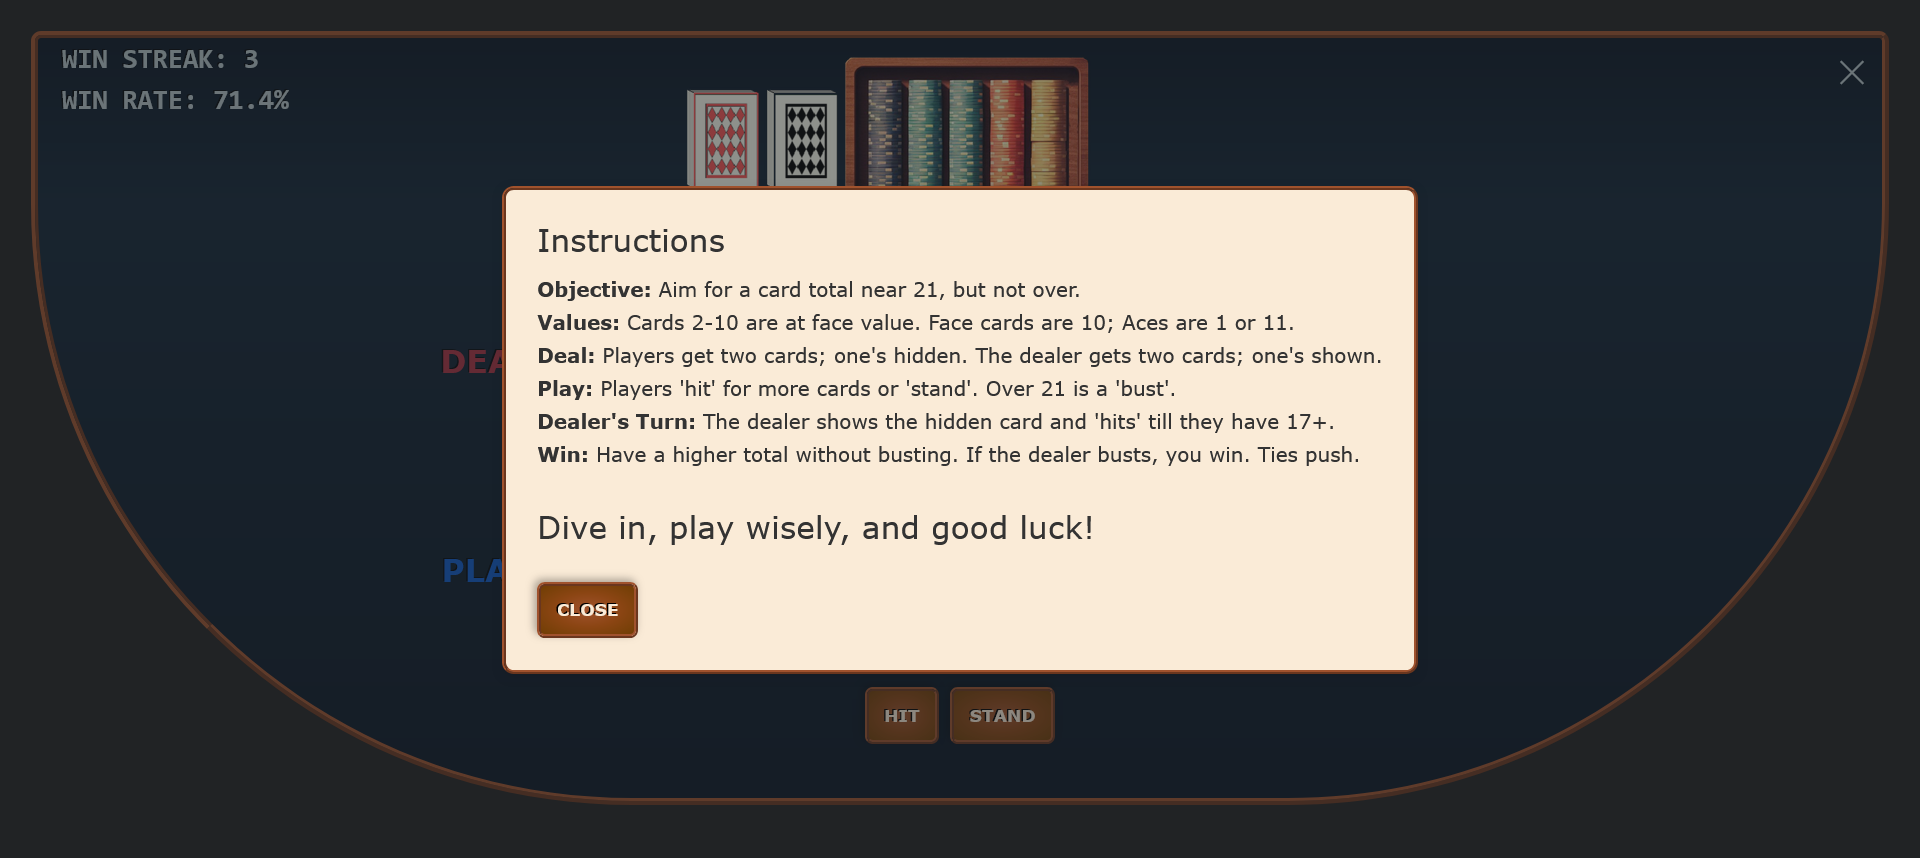 WIN STREAK: 3
WIN RATE: 71.4%
Instructions
Objective: Aim for a card total near 21, but not over.
Values: Cards 2-10 are at face value. Face cards are 10; Aces are 1 or 11.
Deal: Players get two cards; one's hidden. The dealer gets two cards; one's shown.
Play: Players 'hit' for more cards or 'stand'. Over 21 is a 'bust'.
Dealer's Turn: The dealer shows the hidden card and 'hits' till they have 17+.
Win: Have a higher total without busting. If the dealer busts, you win. Ties push.
Dive in, play wisely, and good luck!
CLOSE
HIT STAND